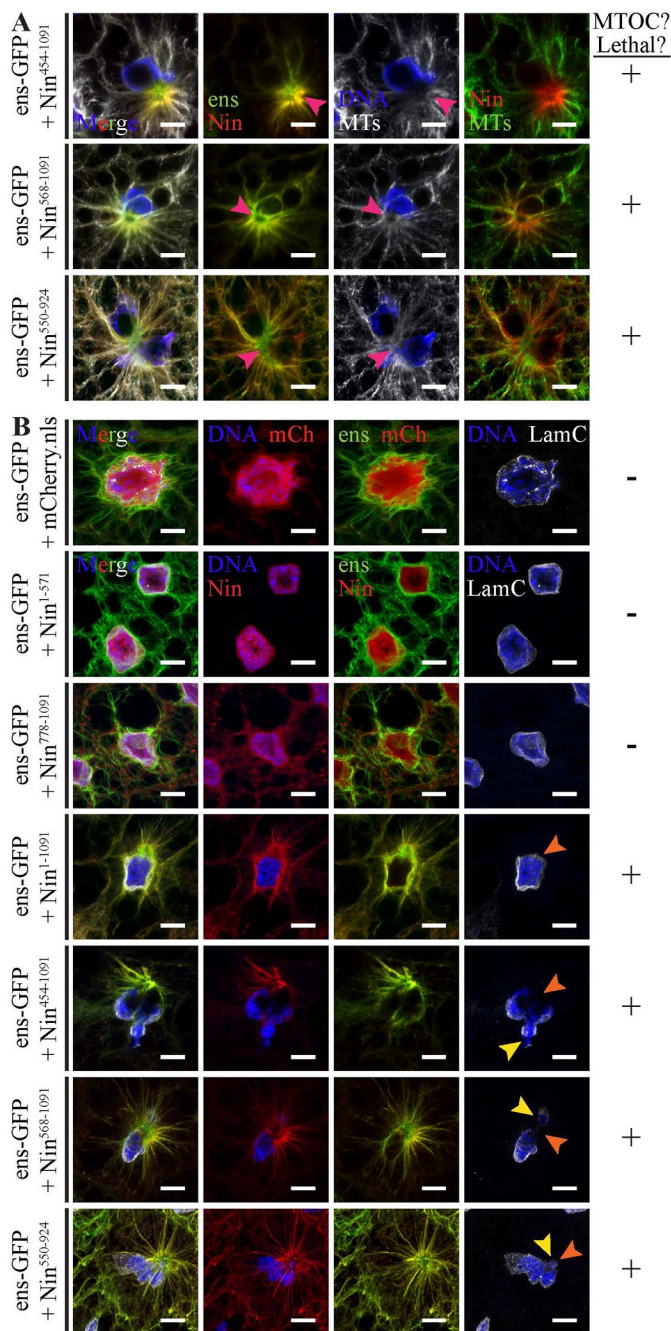 A
MTOC?
Lethal?
ens-GFP
+ Nin454-1091
Merge
ens
Nin
DNA
MTs
Nin
MTs
+
ens-GFP
+ Nin568-1091
+
ens-GFP
+ Nin550-924
+
B
ens-GFP
+ mCherry.nls
Merge
DNA mCh
ens mCh
DNA LamC
-
ens-GFP
+ Nin1-571
Merge
DNA
Nin
ens
Nin
DNA
LamC
-
ens-GFP
+ Nin778-1091
-
ens-GFP
+ Nin1-1091
+
ens-GFP
+ Nin454-1091
+
ens-GFP
+ Nin568-1091
+
ens-GFP
+ Nin550-924
+